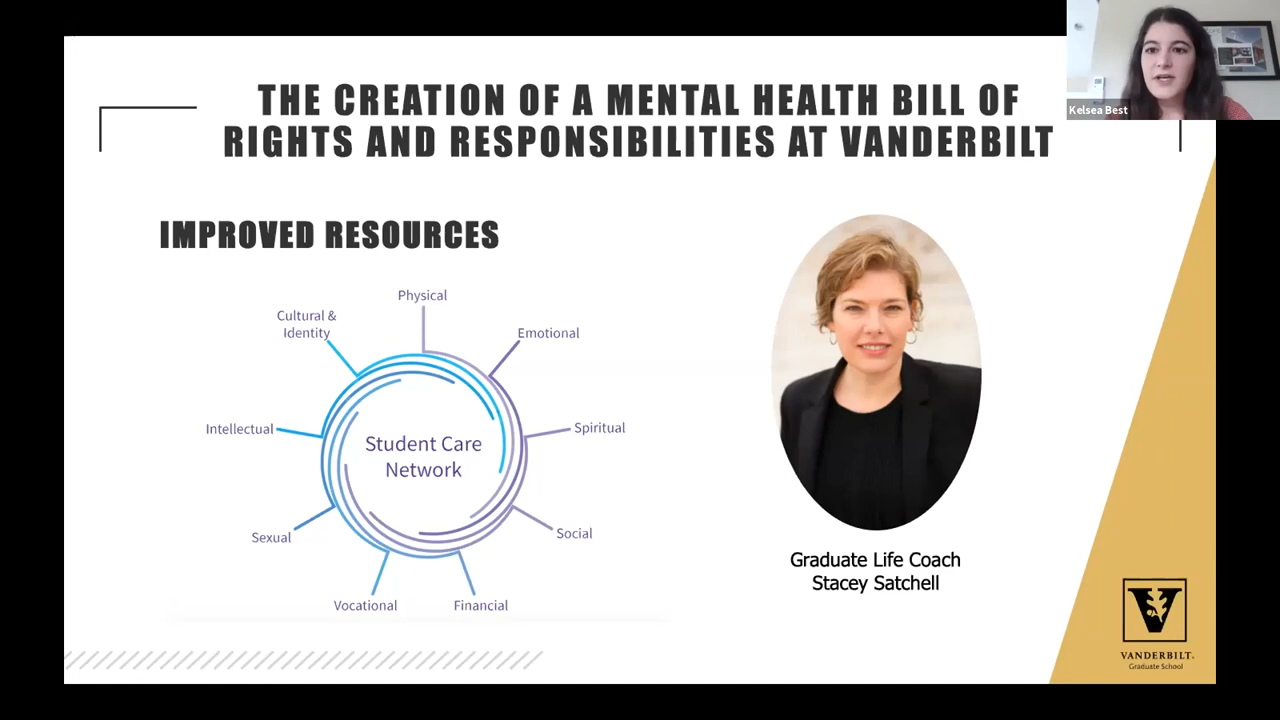 THE CREATION OF A MENTAL HEALTH BILL OF
RIGHTS AND RESPONSIBILITIES AT VANDERBILT
Kelsea Best
IMPROVED RESOURCES
Physical
Cultural &
Identity
Emotional
Intellectual
Spiritual
Student Care
Network
Sexual
Social
Vocational
Financial
Graduate Life Coach
Stacey Satchell
V
VANDERBILT®
Graduate School